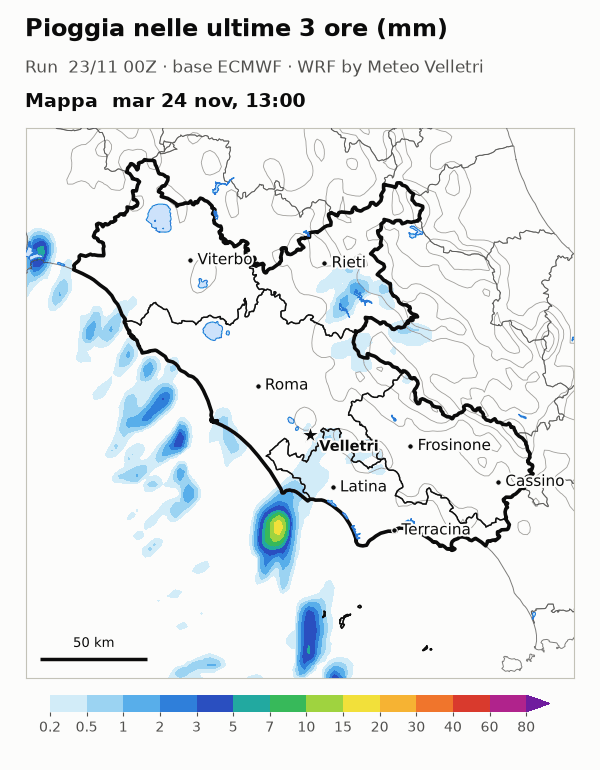 Pioggia nelle ultime 3 ore (mm)
Run  23/11 00Z · base ECMWF · WRF by Meteo Velletri
Mappa  mar 24 nov, 13:00
Viterbo
Rieti
Roma
Velletri
Frosinone
Latina
Cassino
Terracina
50 km
0.2 0.5 1 2 3 5 7 10 15 20 30 40 60 80